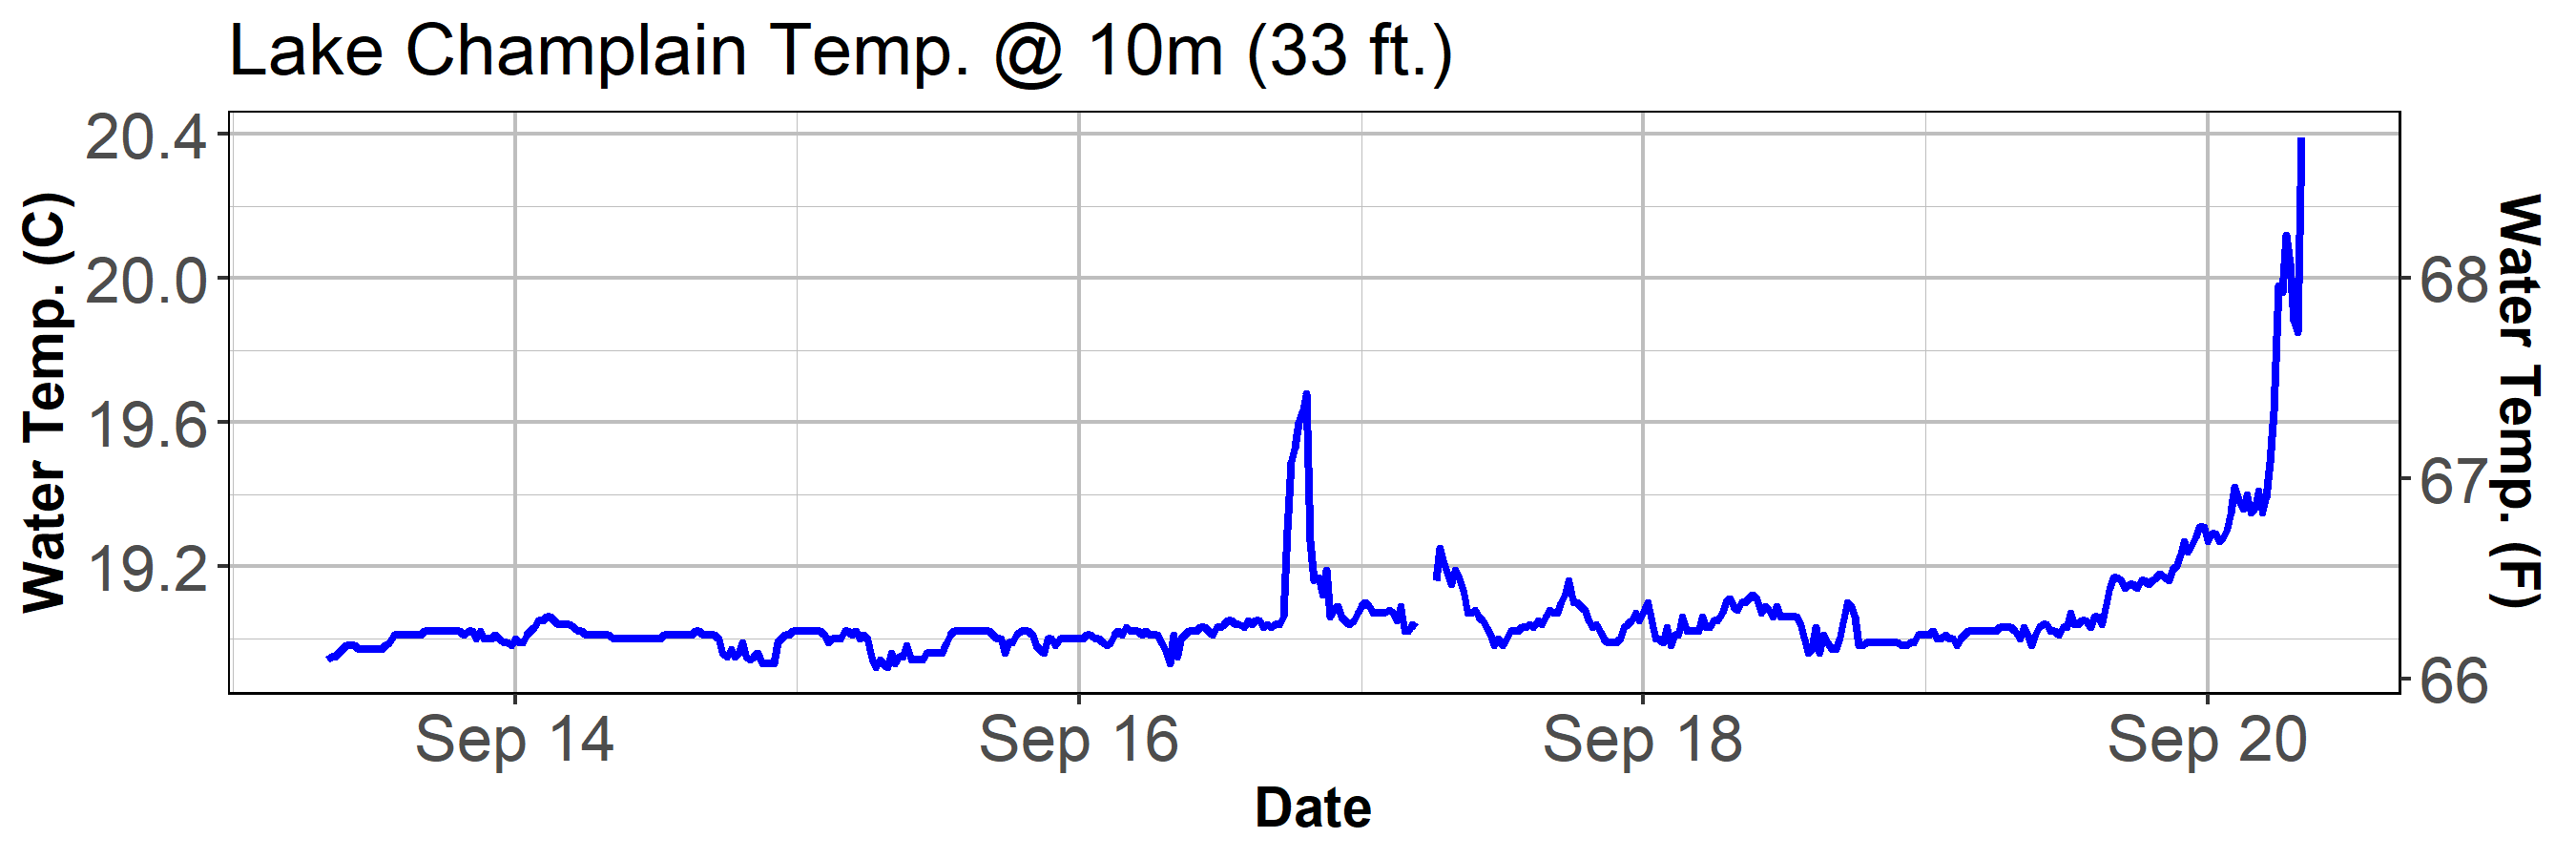 Lake Champlain Temp. @ 10m (33 ft.)
Water Temp. (C)
20.4
20.0
19.6
19.2
68
67
66
Water Temp. (F)
Sep 14 Sep 16 Sep 18 Sep 20
Date